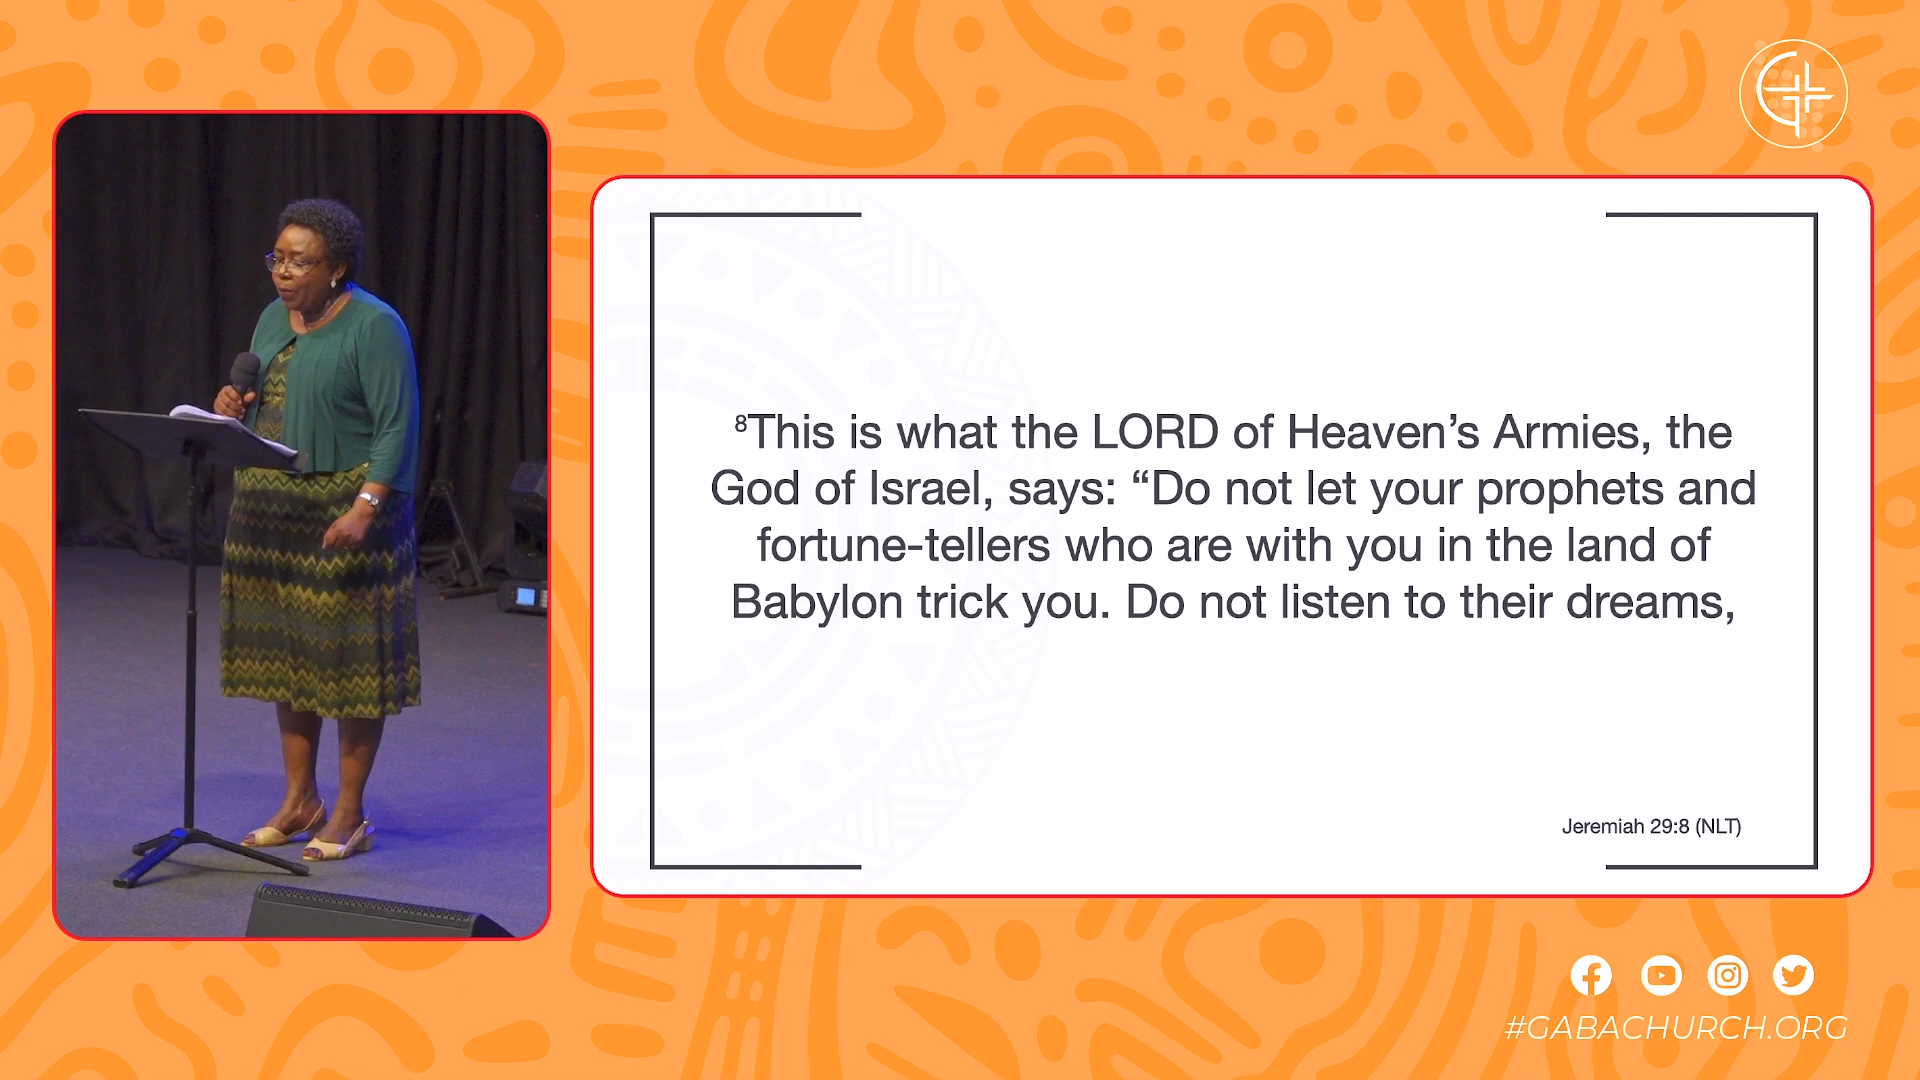 ⁸This is what the LORD of Heaven’s Armies, the
God of Israel, says: “Do not let your prophets and
fortune-tellers who are with you in the land of
Babylon trick you. Do not listen to their dreams,
Jeremiah 29:8 (NLT)
#GABACHURCH.ORG